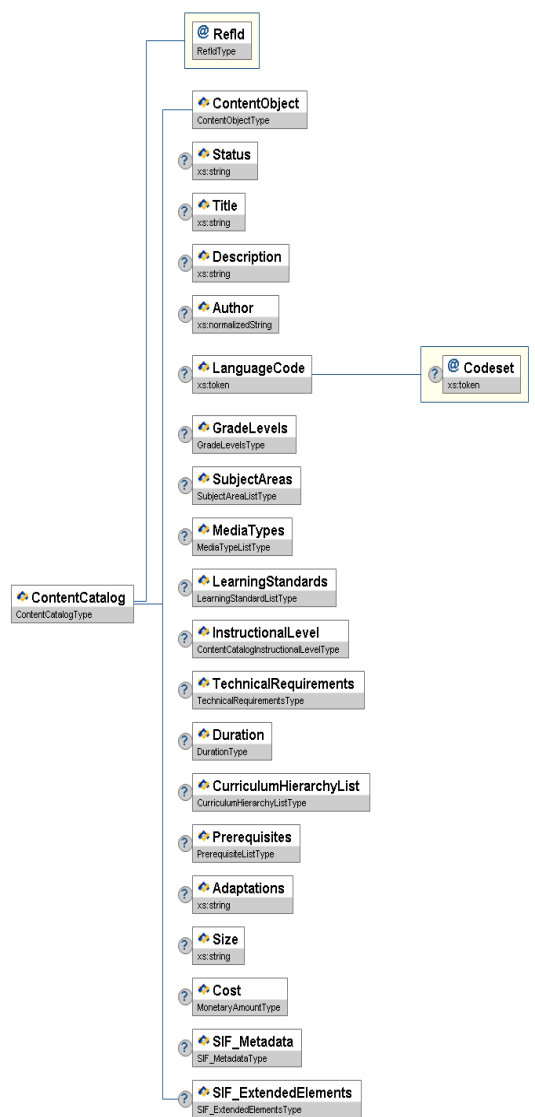 @ RefId
RefIdType
ContentObject
ContentObjectType
? Status
xs:string
? Title
xs:string
? Description
xs:string
? Author
xs:normalizedString
? LanguageCode
xs:token
? @ Codeset
xs:token
? GradeLevels
GradeLevelsType
? SubjectAreas
SubjectAreaListType
? MediaTypes
MediaTypeListType
? LearningStandards
LearningStandardListType
ContentCatalog
ContentCatalogType
? InstructionalLevel
ContentCatalogInstructionalLevelType
? TechnicalRequirements
TechnicalRequirementsType
? Duration
DurationType
? CurriculumHierarchyList
CurriculumHierarchyListType
? Prerequisites
PrerequisiteListType
? Adaptations
xs:string
? Size
xs:string
? Cost
MonetaryAmountType
? SIF_Metadata
SIF_MetadataType
? SIF_ExtendedElements
SIF_ExtendedElementsType